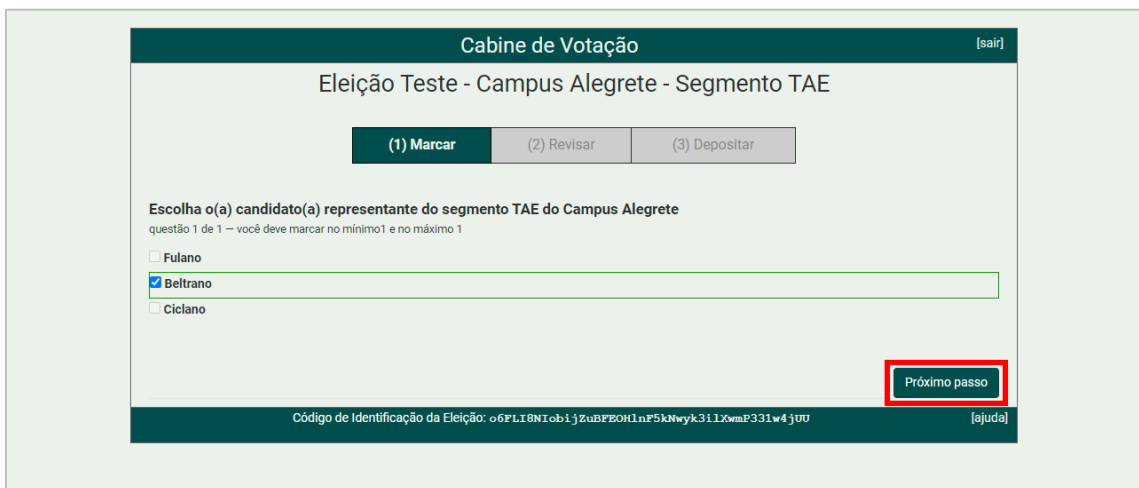 Cabine de Votação [sair]
Eleição Teste - Campus Alegrete - Segmento TAE
(1) Marcar (2) Revisar (3) Depositar
Escolha o(a) candidato(a) representante do segmento TAE do Campus Alegrete
questão 1 de 1 — você deve marcar no mínimo1 e no máximo 1
Fulano
Beltrano
Ciclano
Próximo passo
Código de Identificação da Eleição: o6FLI8NIobijZuBFEOHlnF5kNwyk3ilXwmP331w4jUU [ajuda]